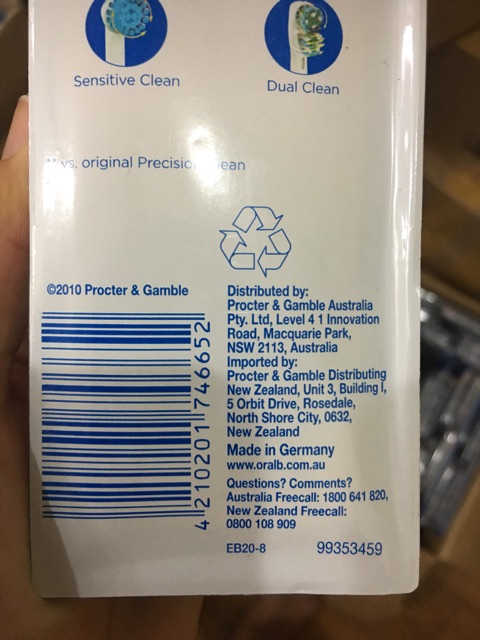 Sensitive Clean
Dual Clean
vs. original Precision Clean
©2010 Procter & Gamble
4 210201 746652
Distributed by:
Procter & Gamble Australia
Pty. Ltd, Level 4 1 Innovation
Road, Macquarie Park,
NSW 2113, Australia
Imported by:
Procter & Gamble Distributing
New Zealand, Unit 3, Building I,
5 Orbit Drive, Rosedale,
North Shore City, 0632,
New Zealand
Made in Germany
www.oralb.com.au
Questions? Comments?
Australia Freecall: 1800 641 820,
New Zealand Freecall:
0800 108 909
EB20-8
99353459